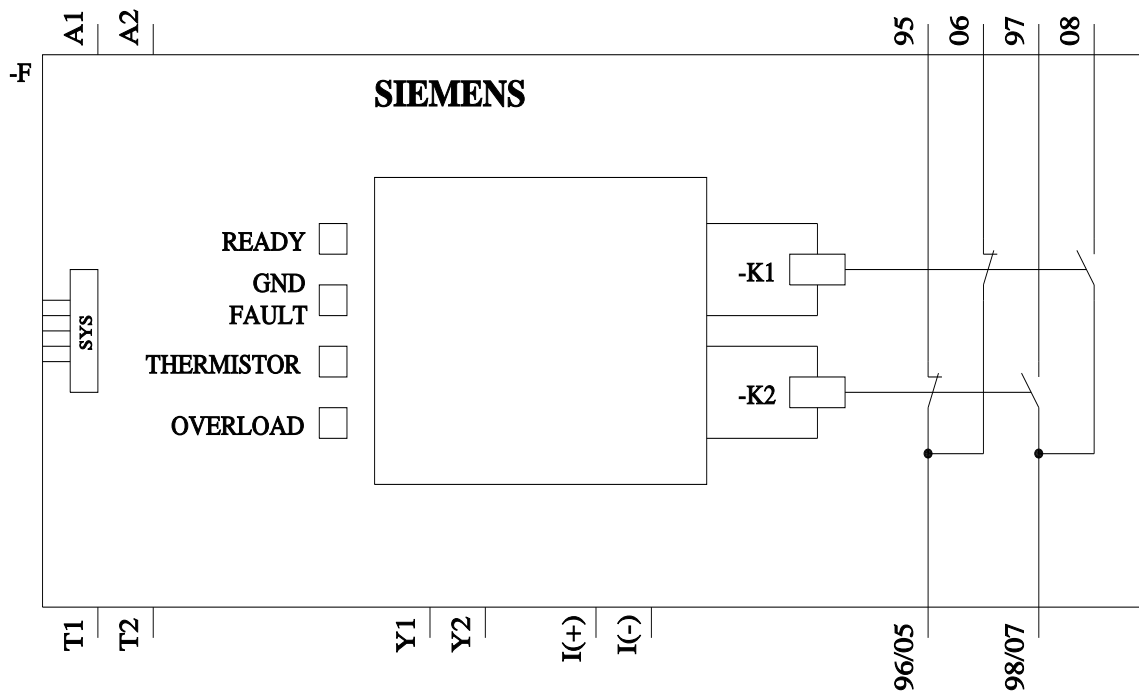 A1
A2
95
06
97
08
-F
SIEMENS
READY
GND
FAULT
THERMISTOR
OVERLOAD
SYS
-K1
-K2
T1
T2
Y1
Y2
I(+)
I(-)
96/05
98/07